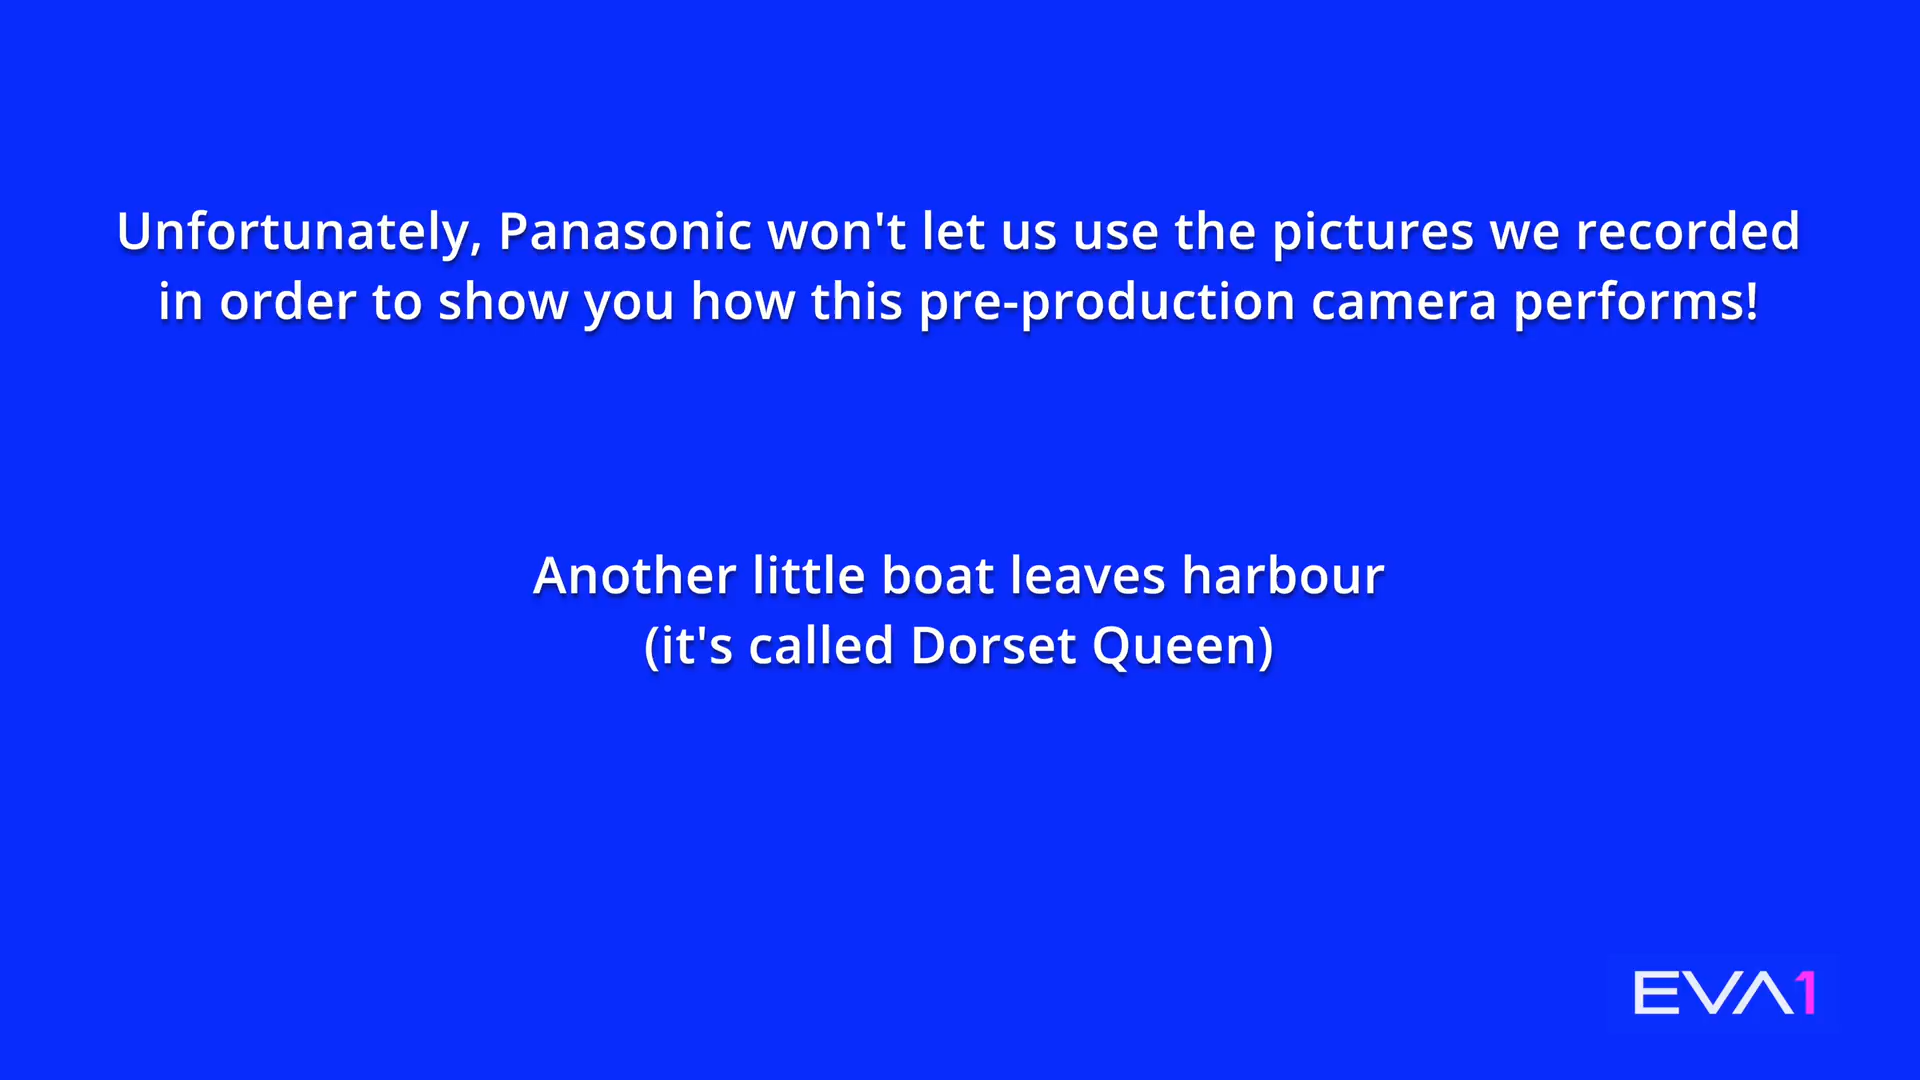 Unfortunately, Panasonic won't let us use the pictures we recorded
in order to show you how this pre-production camera performs!
Another little boat leaves harbour
(it's called Dorset Queen)
EVA1